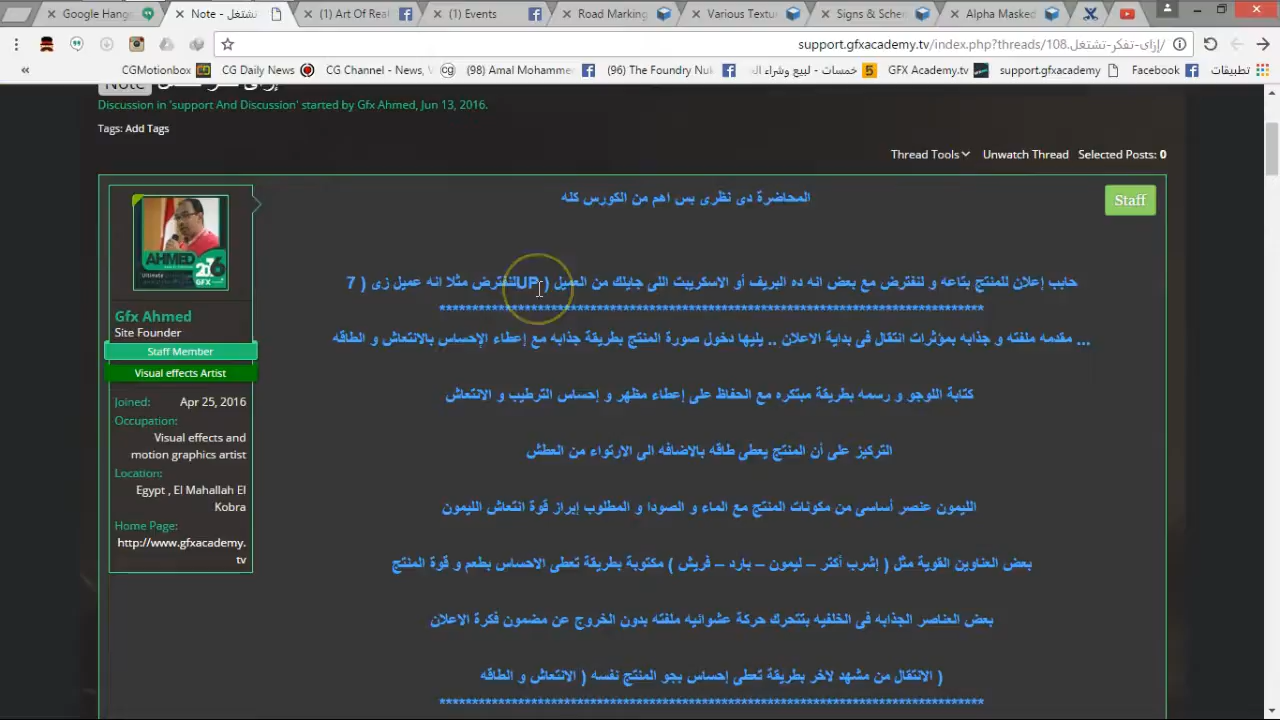 Google Hang
Note - تشتغل
(1) Art Of Real
(1) Events
Road Marking
Various Textu
Signs & Scher
Alpha Masked
support.gfxacademy.tv/index.php?threads/108.إزاى-تفكر-تشتغل/
«
CGMotionbox
CG Daily News
CG Channel - News,
(98) Amal Mohamme
(96) The Foundry Nuk
خمسات - لبيع وشراء ال
GFX Academy.tv
support.gfxacademy
Facebook
تطبيقات
Note
Discussion in 'support And Discussion' started by Gfx Ahmed, Jun 13, 2016.
Tags: Add Tags
Thread Tools
Unwatch Thread
Selected Posts: 0
Staff
AHMED
GFX
Ultimate
Gfx Ahmed
Site Founder
Staff Member
Visual effects Artist
Joined: Apr 25, 2016
Occupation:
Visual effects and
motion graphics artist
Location:
Egypt , El Mahallah El
Kobra
Home Page:
http://www.gfxacademy.
tv
المحاضرة دى نظرى بس اهم من الكورس كله
حابب إعلان للمنتج بتاعه و لنفترض مع بعض انه ده البريف أو الاسكريبت اللى جايلك من العميل ( UPلنفترض مثلا انه عميل زى ( 7
************************************************************************************
... مقدمه ملفته و جذابه بمؤثرات انتقال فى بداية الاعلان .. يليها دخول صورة المنتج بطريقة جذابه مع إعطاء الإحساس بالانتعاش و الطاقه
كتابة اللوجو و رسمه بطريقة مبتكره مع الحفاظ على إعطاء مظهر و إحساس الترطيب و الانتعاش
التركيز على أن المنتج يعطى طاقه بالاضافه الى الارتواء من العطش
الليمون عنصر أساسى من مكونات المنتج مع الماء و الصودا و المطلوب إبراز قوة انتعاش الليمون
بعض العناوين القوية مثل ( إشرب أكتر – ليمون – بارد – فريش ) مكتوبة بطريقة تعطى الاحساس بطعم و قوة المنتج
بعض العناصر الجذابه فى الخلفيه بتتحرك حركة عشوائيه ملفته بدون الخروج عن مضمون فكرة الاعلان
( الانتقال من مشهد لاخر بطريقة تعطى إحساس بجو المنتج نفسه ( الانتعاش و الطاقه
************************************************************************************